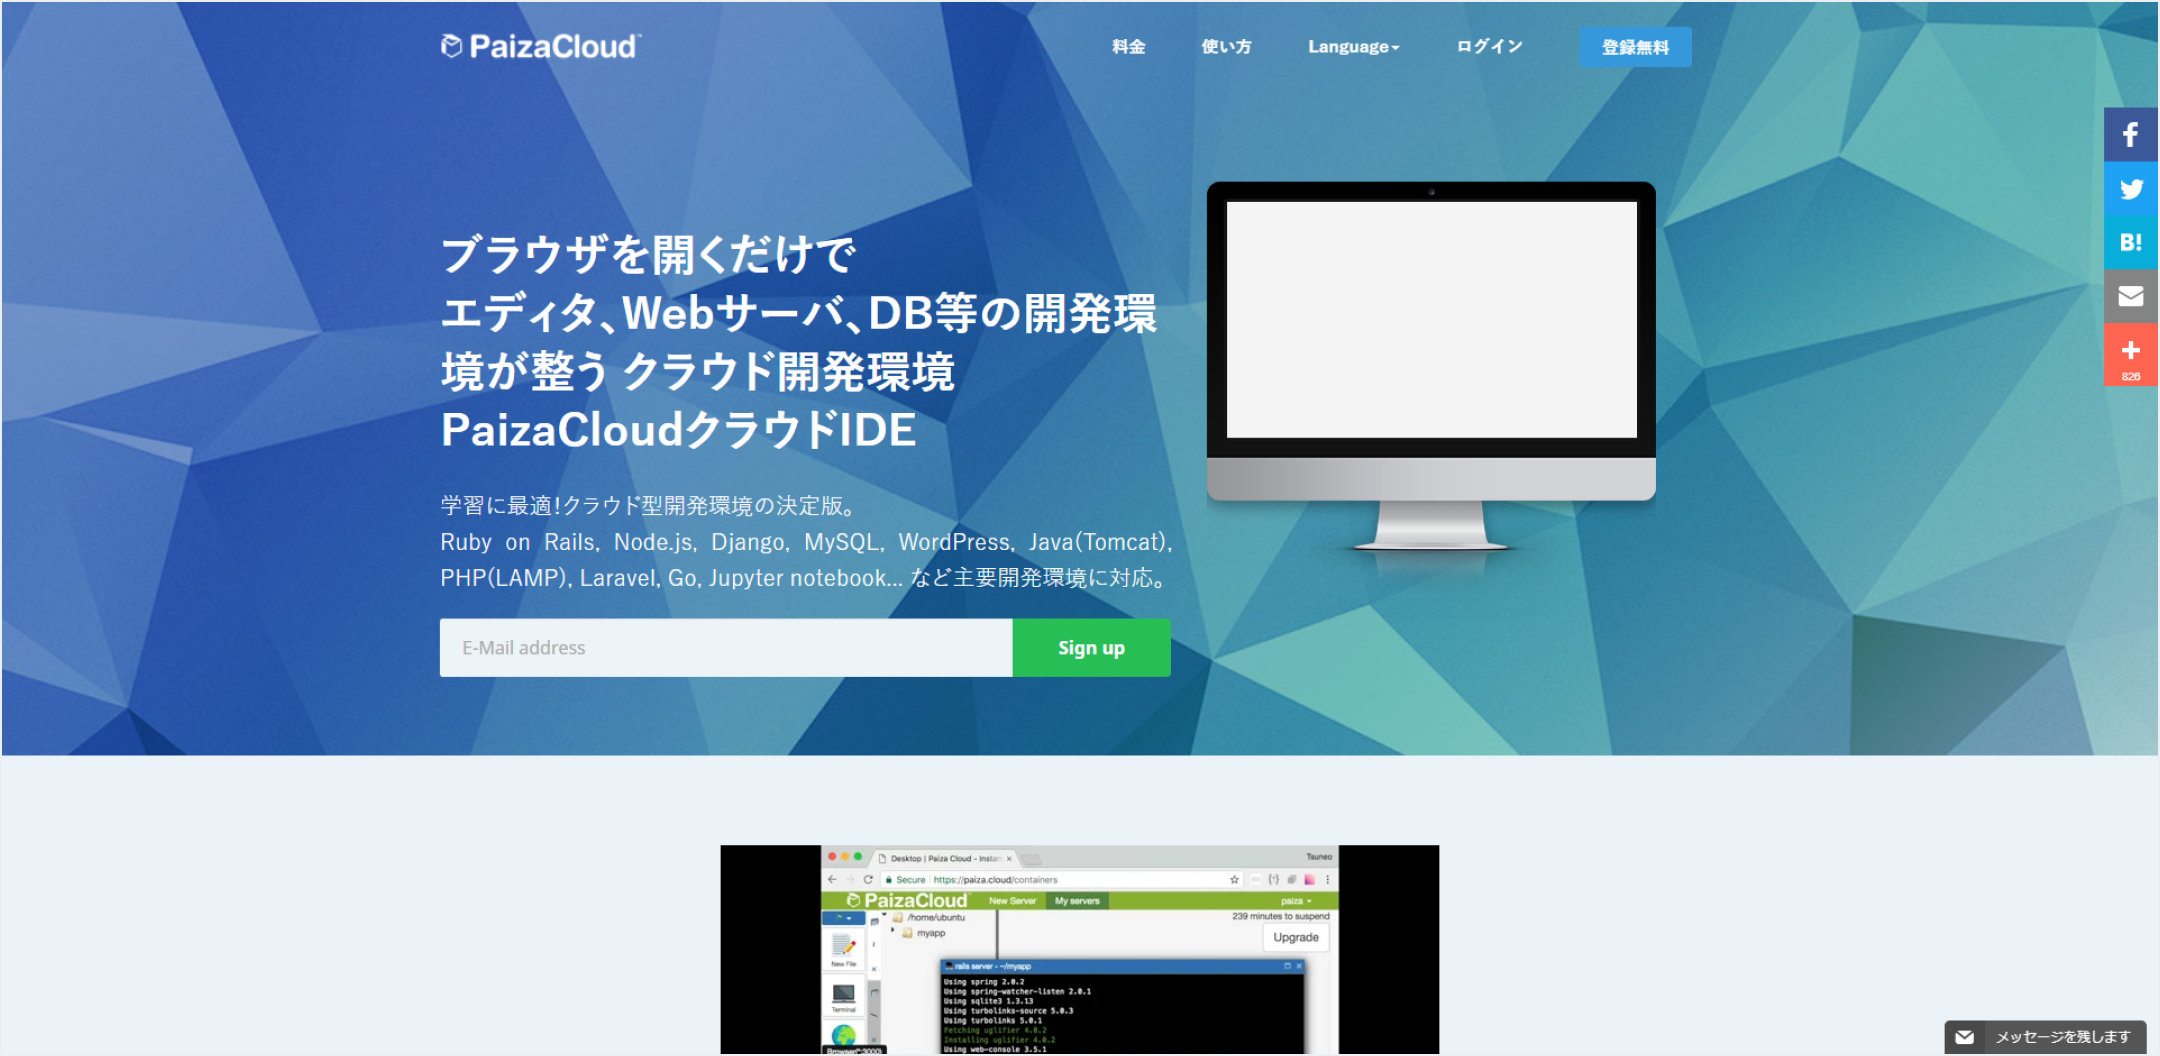 PaizaCloud
料金 使い方 Language ログイン 登録無料
ブラウザを開くだけで
エディタ、Webサーバ、DB等の開発環
境が整う クラウド開発環境
PaizaCloudクラウドIDE
学習に最適!クラウド型開発環境の決定版。
Ruby on Rails, Node.js, Django, MySQL, WordPress, Java(Tomcat),
PHP(LAMP), Laravel, Go, Jupyter notebook... など主要開発環境に対応。
E-Mail address Sign up
B!
826
Desktop | Paiza Cloud - Instan Tsuneo
Secure https://paiza.cloud/containers
PaizaCloud New Server My servers paiza
/home/ubuntu 239 minutes to suspend
myapp Upgrade
New File
rails server - ~/myapp
Using spring 2.0.2
Using spring-watcher-listen 2.0.1
Using sqlite3 1.3.13
Using turbolinks-source 5.0.3
Using turbolinks 5.0.1
Fetching uglifier 4.0.2
Installing uglifier 4.0.2
Using web-console 3.5.1
Terminal
メッセージを残します